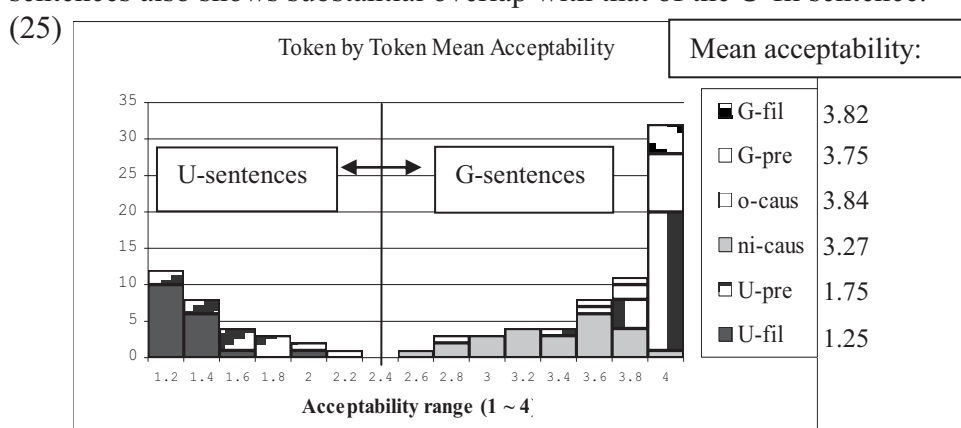 sentences also shows substantial overlap with that of the G-fil sentence.
(25)
Token by Token Mean Acceptability
Mean acceptability:
35
30
25
20
15
10
5
0
U-sentences
G-sentences
1.2 1.4 1.6 1.8 2 2.2 2.4 2.6 2.8 3 3.2 3.4 3.6 3.8 4
Acceptability range (1 ~ 4)
G-fil 3.82
G-pre 3.75
o-caus 3.84
ni-caus 3.27
U-pre 1.75
U-fil 1.25